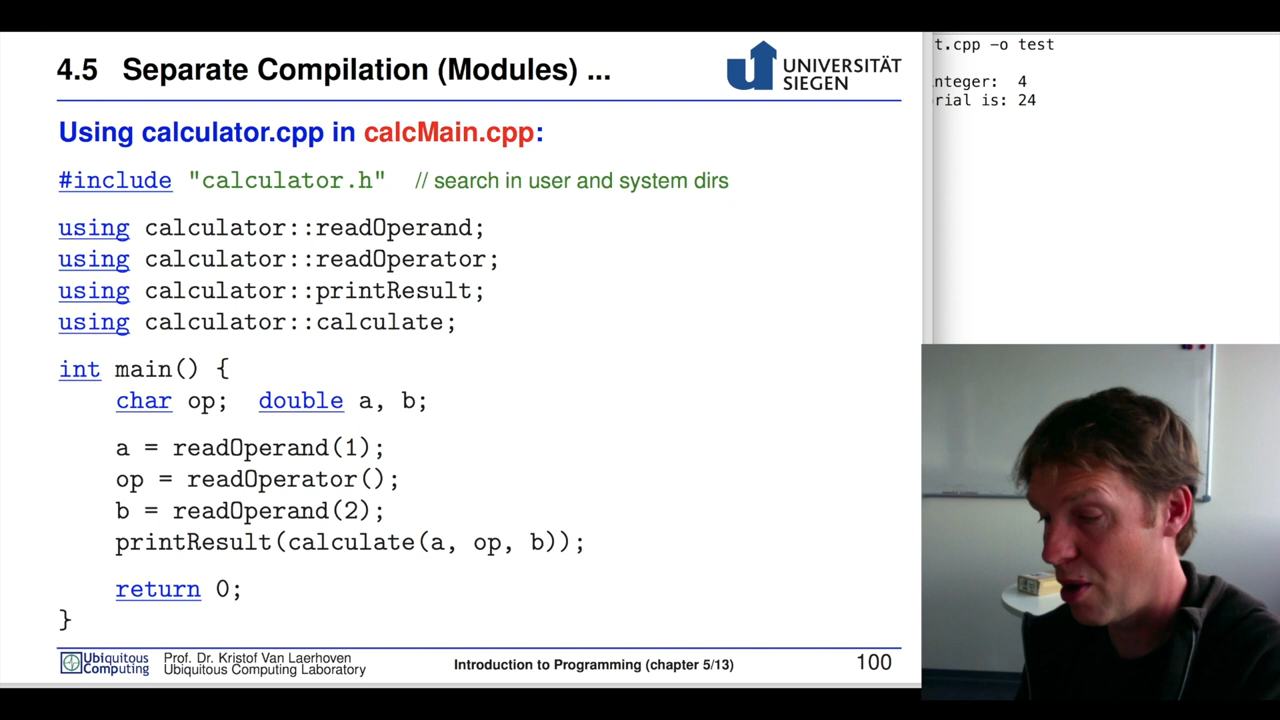 4.5 Separate Compilation (Modules) ...
UNIVERSITÄT
SIEGEN
Using calculator.cpp in calcMain.cpp:
#include "calculator.h" // search in user and system dirs
using calculator::readOperand;
using calculator::readOperator;
using calculator::printResult;
using calculator::calculate;
int main() {
char op; double a, b;
a = readOperand(1);
op = readOperator();
b = readOperand(2);
printResult(calculate(a, op, b));
return 0;
}
Ubiquitous
Computing
Prof. Dr. Kristof Van Laerhoven
Ubiquitous Computing Laboratory
Introduction to Programming (chapter 5/13)
100
t.cpp -o test
nteger: 4
rial is: 24